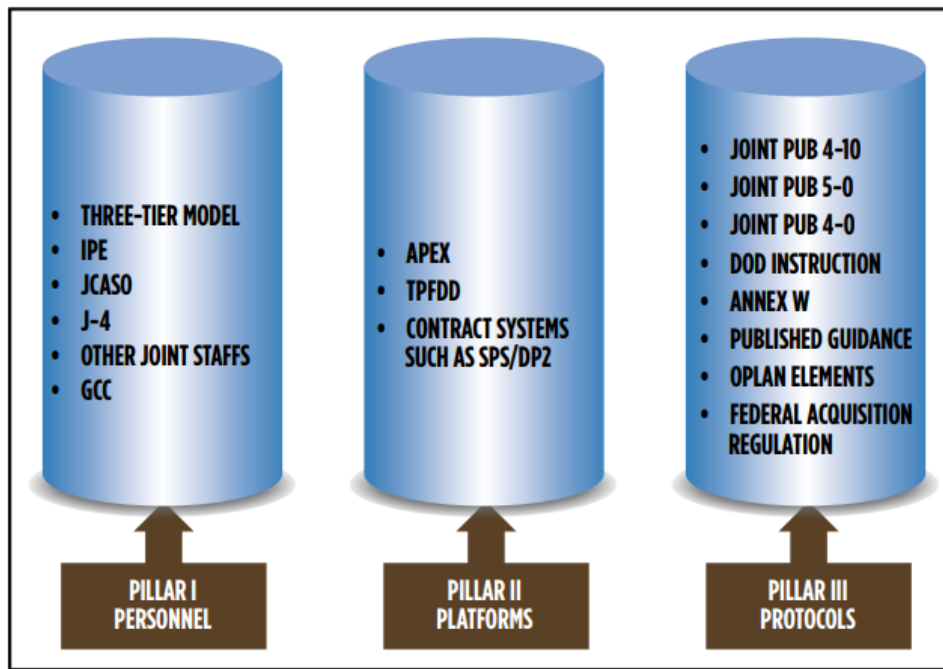 • THREE-TIER MODEL
• IPE
• JCASO
• J-4
• OTHER JOINT STAFFS
• GCC
PILLAR I
PERSONNEL
• APEX
• TPFDD
• CONTRACT SYSTEMS
SUCH AS SPS/DP2
PILLAR II
PLATFORMS
• JOINT PUB 4-10
• JOINT PUB 5-0
• JOINT PUB 4-0
• DOD INSTRUCTION
• ANNEX W
• PUBLISHED GUIDANCE
• OPLAN ELEMENTS
• FEDERAL ACQUISITION
REGULATION
PILLAR III
PROTOCOLS